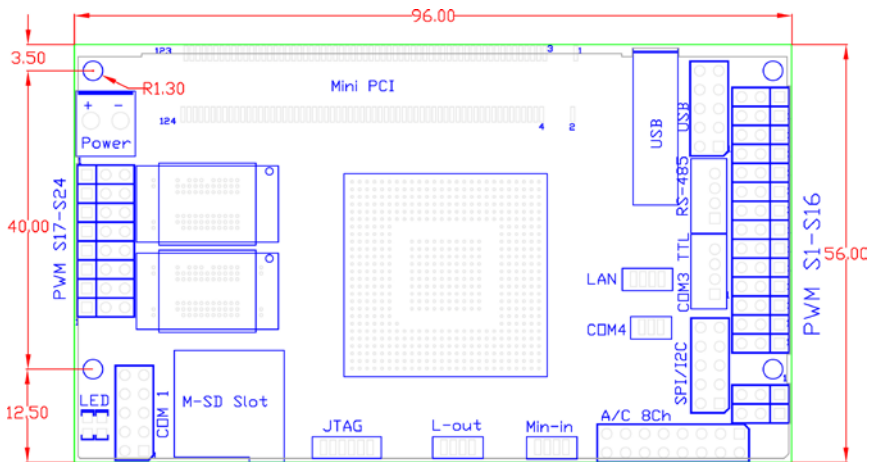 96.00
3.50
123
3
1
Mini PCI
R1.30
124
4
2
+ -
Power
USB
USB
1
RS-485
PWM S17-S24
40.00
PWM S1-S16
56.00
COM3 TTL
LAN
COM4
SPI/I2C
1
12.50
LED
COM 1
M-SD Slot
JTAG
L-out
Min-in
A/C 8Ch